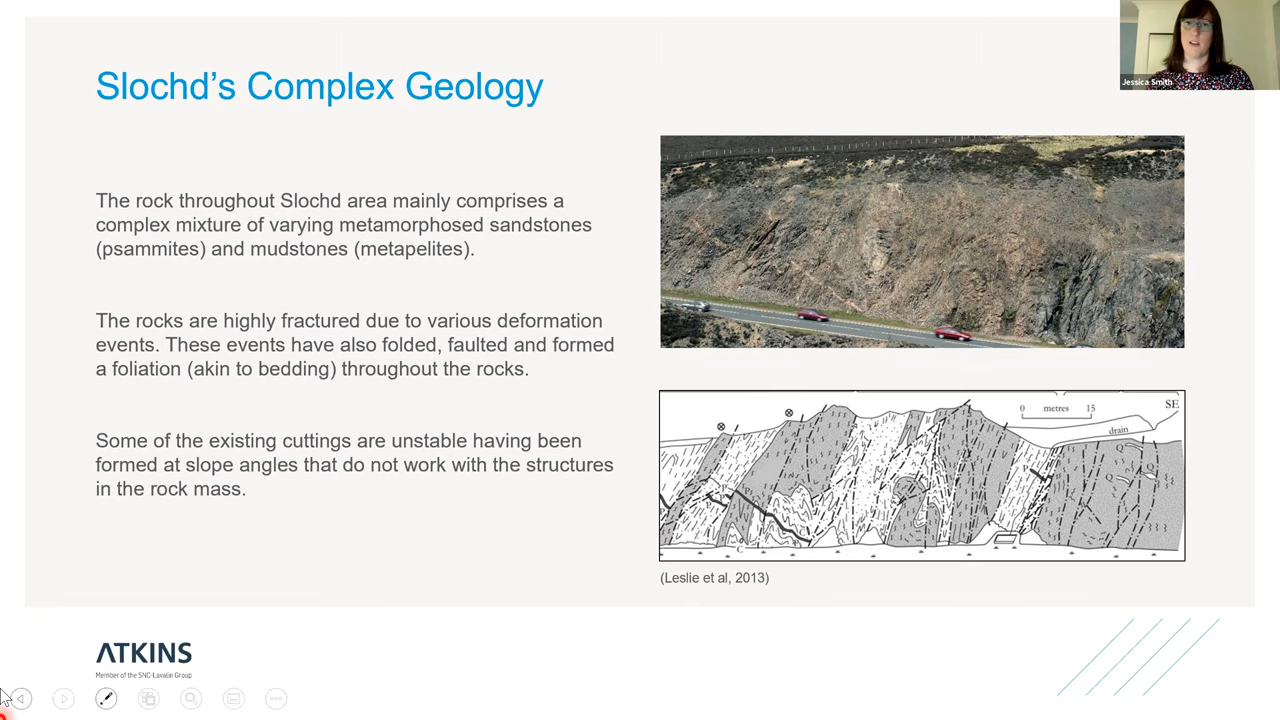 Slochd’s Complex Geology
Jessica Smith
The rock throughout Slochd area mainly comprises a
complex mixture of varying metamorphosed sandstones
(psammites) and mudstones (metapelites).
The rocks are highly fractured due to various deformation
events. These events have also folded, faulted and formed
a foliation (akin to bedding) throughout the rocks.
Some of the existing cuttings are unstable having been
formed at slope angles that do not work with the structures
in the rock mass.
SE
0 metres 15
drain
C
(Leslie et al, 2013)
ATKINS
Member of the SNC-Lavalin Group